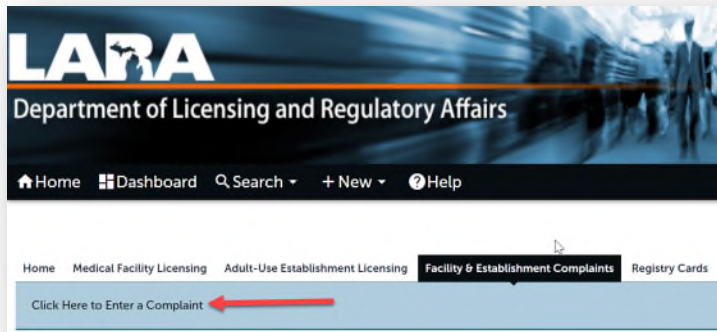 LARA
Department of Licensing and Regulatory Affairs
Home Dashboard Search + New Help
Home Medical Facility Licensing Adult-Use Establishment Licensing Facility & Establishment Complaints Registry Cards
Click Here to Enter a Complaint